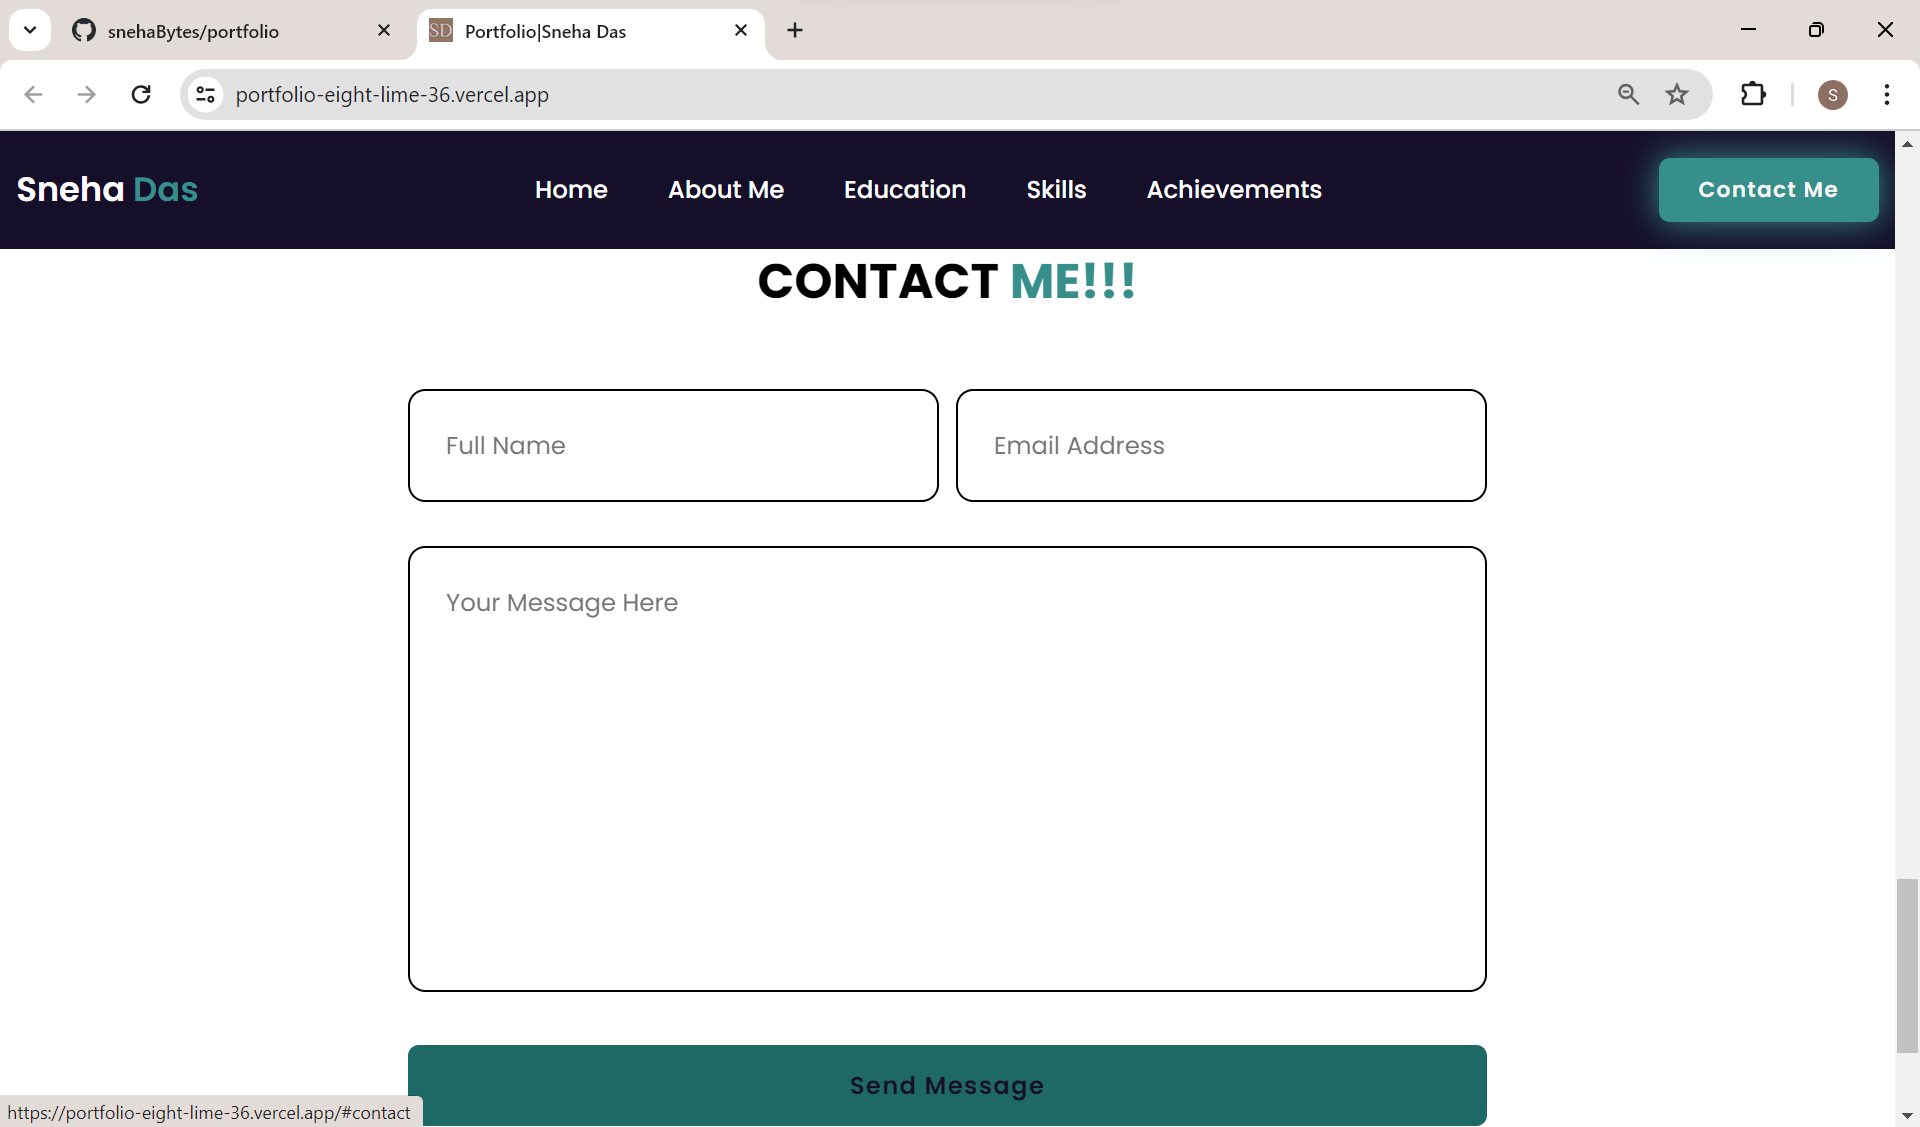 snehaBytes/portfolio
SD Portfolio|Sneha Das
portfolio-eight-lime-36.vercel.app
S
Sneha Das
Home About Me Education Skills Achievements
Contact Me
CONTACT ME!!!
Full Name
Email Address
Your Message Here
Send Message
https://portfolio-eight-lime-36.vercel.app/#contact